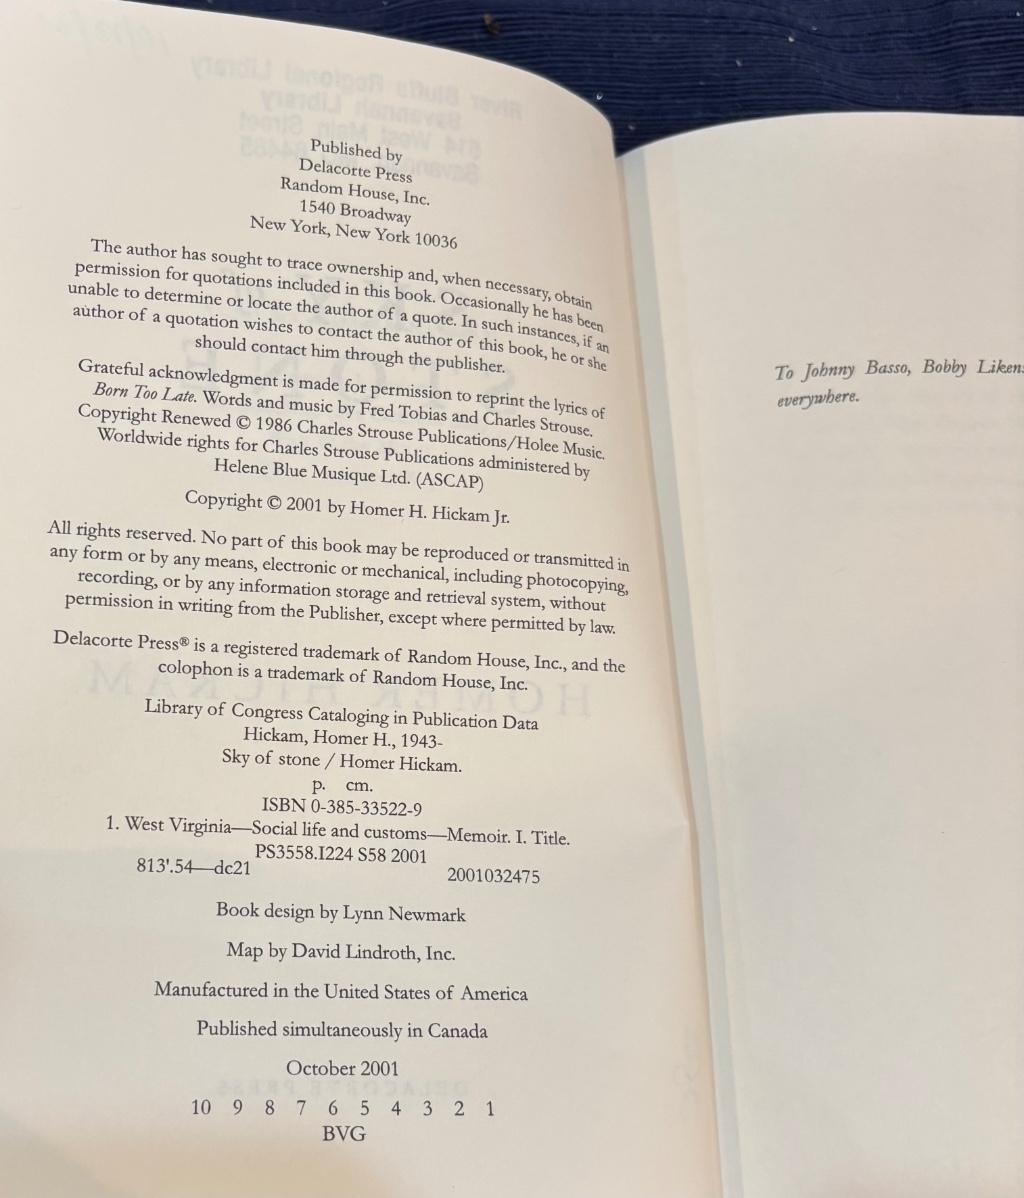 Published by
Delacorte Press
Random House, Inc.
1540 Broadway
New York, New York 10036
The author has sought to trace ownership and, when necessary, obtain
permission for quotations included in this book. Occasionally he has been
unable to determine or locate the author of a quote. In such instances, if an
author of a quotation wishes to contact the author of this book, he or she
should contact him through the publisher.
Grateful acknowledgment is made for permission to reprint the lyrics of
Born Too Late. Words and music by Fred Tobias and Charles Strouse.
Copyright Renewed © 1986 Charles Strouse Publications/Holee Music.
Worldwide rights for Charles Strouse Publications administered by
Helene Blue Musique Ltd. (ASCAP)
Copyright © 2001 by Homer H. Hickam Jr.
All rights reserved. No part of this book may be reproduced or transmitted in
any form or by any means, electronic or mechanical, including photocopying,
recording, or by any information storage and retrieval system, without
permission in writing from the Publisher, except where permitted by law.
Delacorte Press® is a registered trademark of Random House, Inc., and the
colophon is a trademark of Random House, Inc.
Library of Congress Cataloging in Publication Data
Hickam, Homer H., 1943-
Sky of stone / Homer Hickam.
p. cm.
ISBN 0-385-33522-9
1. West Virginia—Social life and customs—Memoir. I. Title.
PS3558.I224 S58 2001
813'.54—dc21 2001032475
Book design by Lynn Newmark
Map by David Lindroth, Inc.
Manufactured in the United States of America
Published simultaneously in Canada
October 2001
10 9 8 7 6 5 4 3 2 1
BVG
To Johnny Basso, Bobby Likens
everywhere.